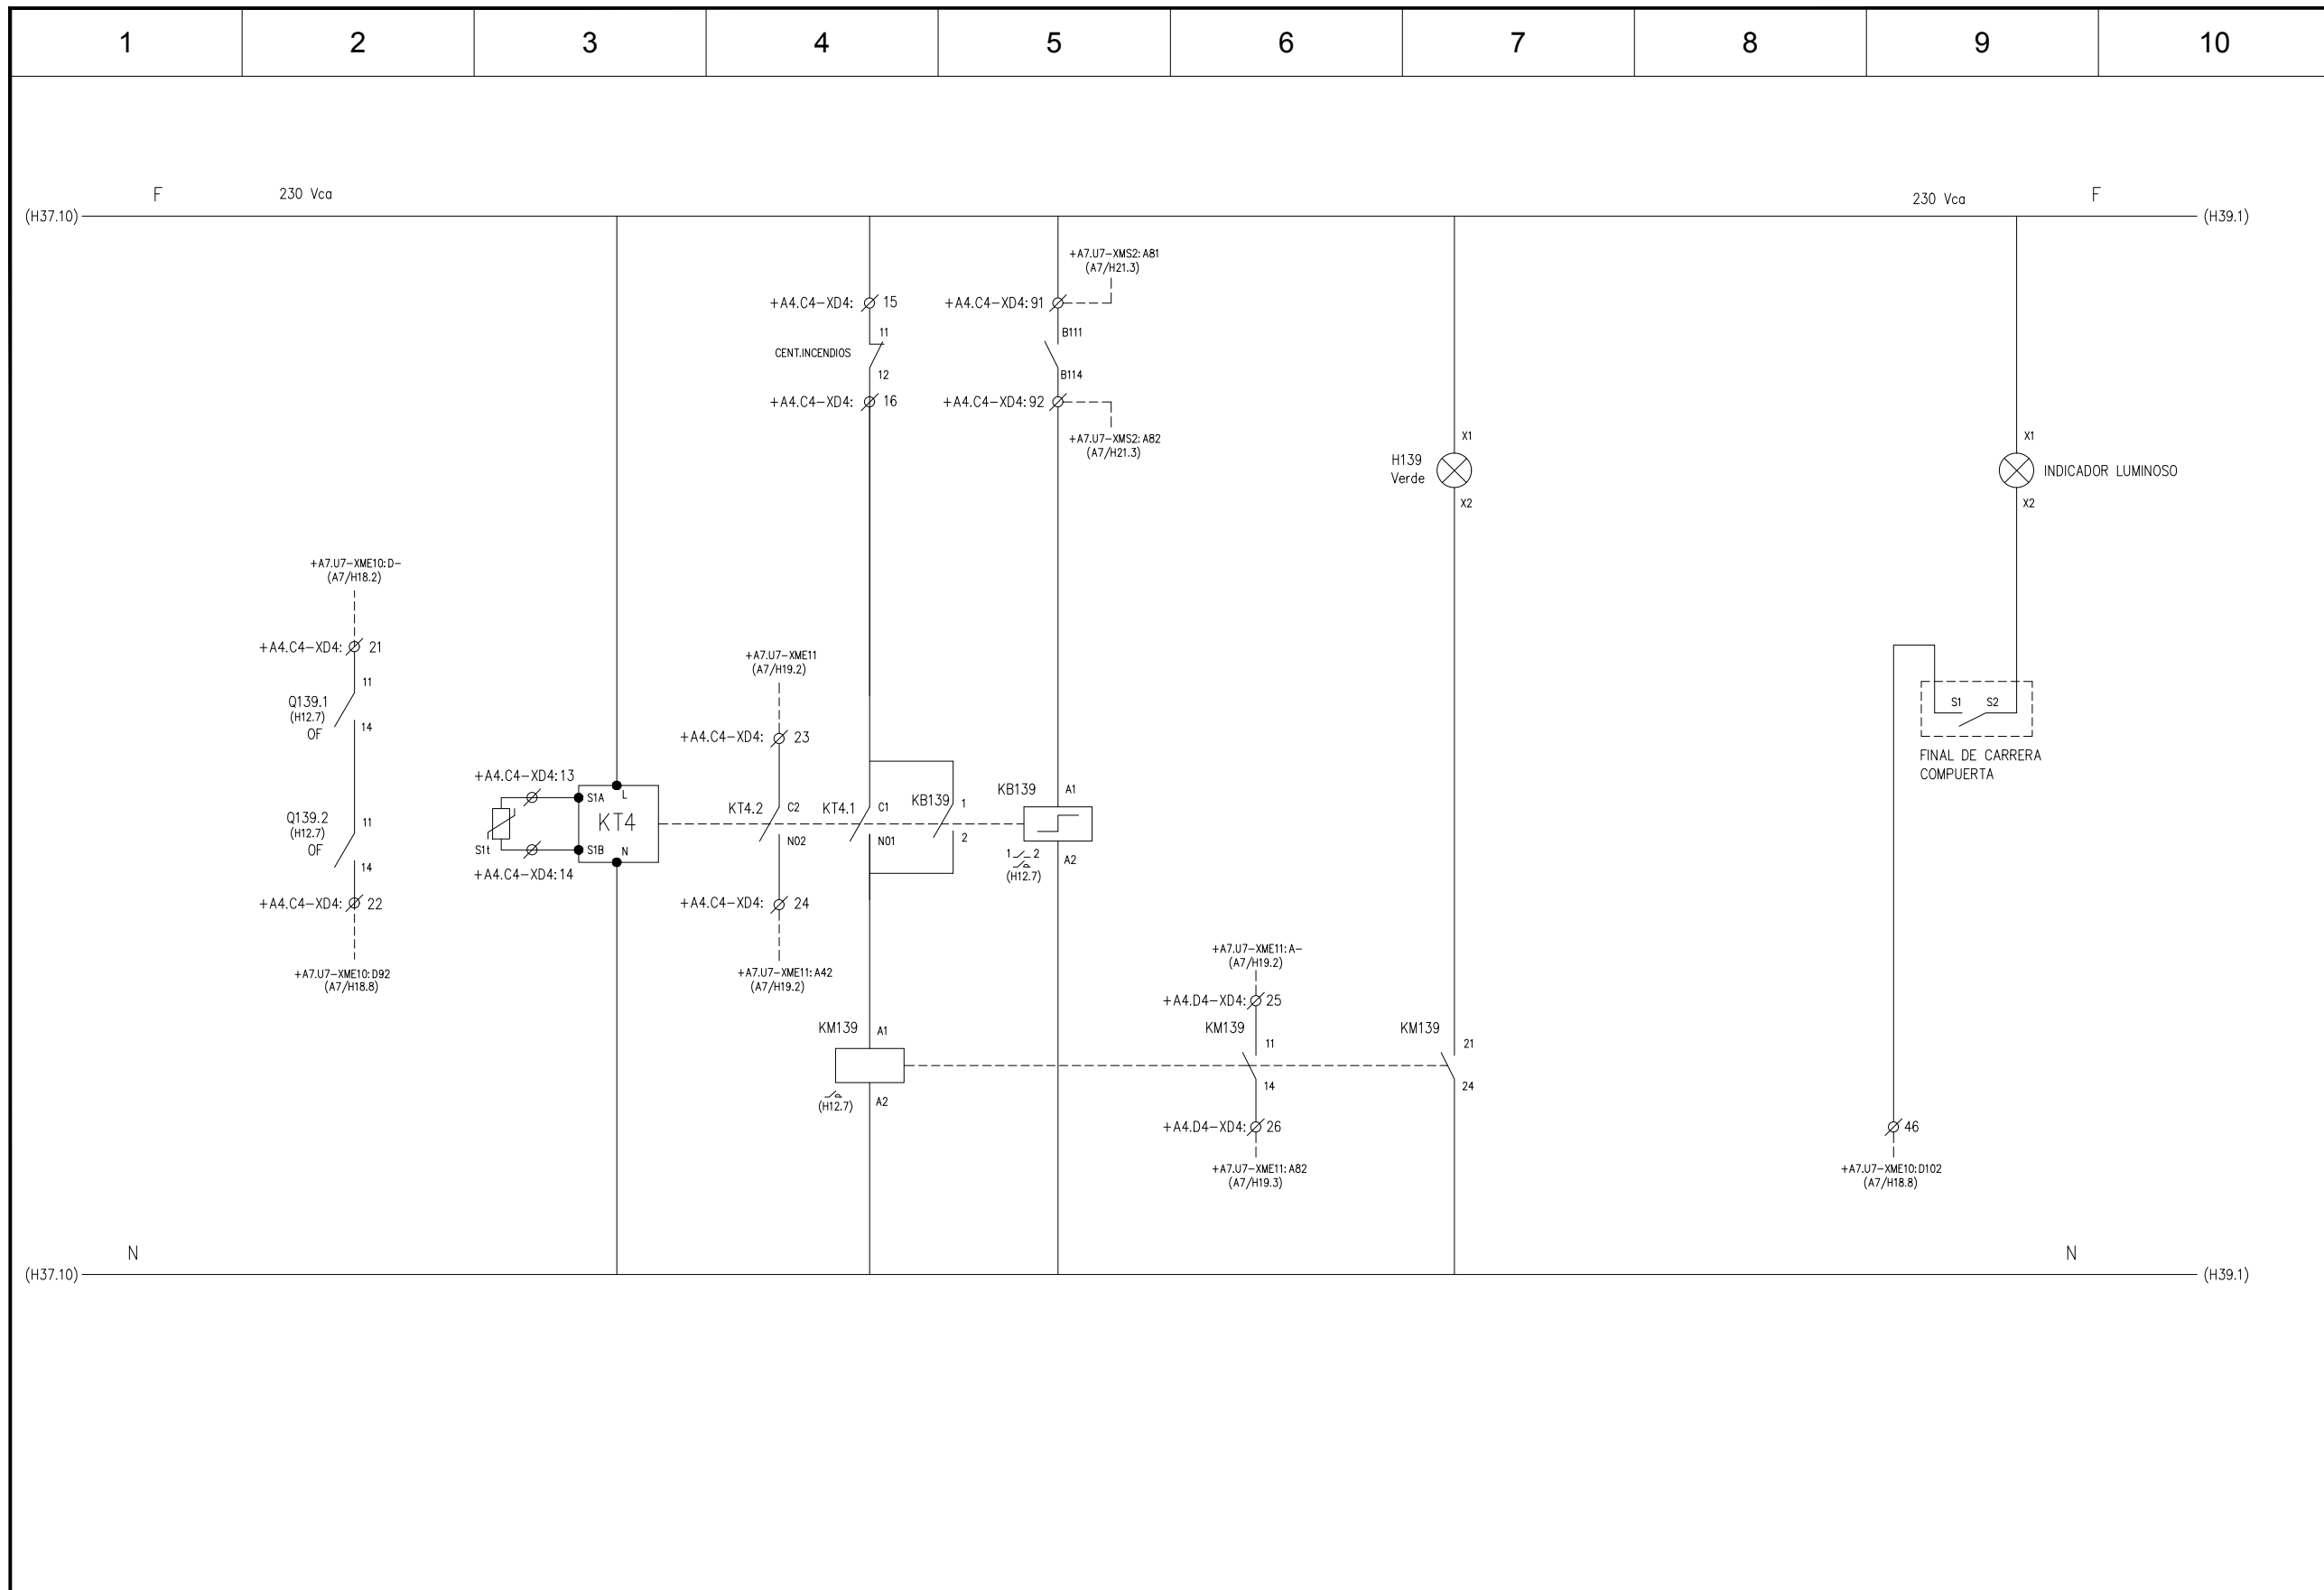 1 2 3 4 5 6 7 8 9 10
F 230 Vca 230 Vca F
(H37.10) (H39.1)
+A7.U7-XMS2:A81
(A7/H21.3)
+A4.C4-XD4: 15
+A4.C4-XD4:91
11
B111
CENT.INCENDIOS
12
B114
+A4.C4-XD4: 16
+A4.C4-XD4:92
+A7.U7-XMS2:A82
(A7/H21.3)
X1
H139
Verde
X2
X1
INDICADOR LUMINOSO
X2
+A7.U7-XME10:D-
(A7/H18.2)
+A4.C4-XD4: 21
11
Q139.1
(H12.7)
OF
14
Q139.2
(H12.7)
OF
11
14
+A4.C4-XD4: 22
+A7.U7-XME10:D92
(A7/H18.8)
+A4.C4-XD4:13
S1A L
KT4
S1t
S1B N
+A4.C4-XD4:14
+A7.U7-XME11
(A7/H19.2)
+A4.C4-XD4: 23
KT4.2 C2
NO2
+A4.C4-XD4: 24
+A7.U7-XME11:A42
(A7/H19.2)
KT4.1 C1
NO1
KB139 1
2
KB139 A1
1 2
(H12.7)
A2
S1 S2
FINAL DE CARRERA
COMPUERTA
KM139 A1
(H12.7)
A2
+A7.U7-XME11:A-
(A7/H19.2)
+A4.D4-XD4: 25
KM139
11
14
+A4.D4-XD4: 26
+A7.U7-XME11:A82
(A7/H19.3)
KM139
21
24
46
+A7.U7-XME10:D102
(A7/H18.8)
N N
(H37.10) (H39.1)